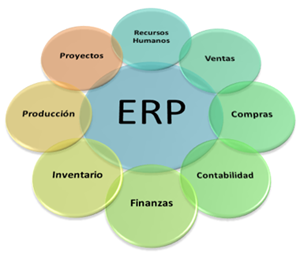 Recursos
Humanos
Ventas
Compras
Contabilidad
Finanzas
Inventario
Producción
Proyectos
ERP